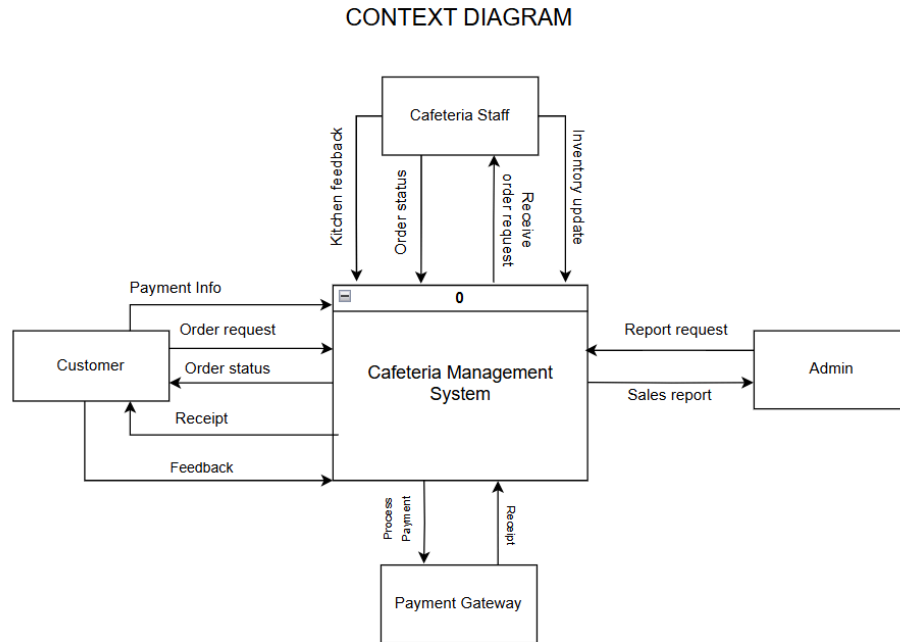 CONTEXT DIAGRAM
Cafeteria Staff
Kitchen feedback
Order status
Receive
order request
Inventory update
Payment Info
0
Order request
Report request
Customer
Order status
Cafeteria Management
System
Admin
Sales report
Receipt
Feedback
Process
Payment
Receipt
Payment Gateway